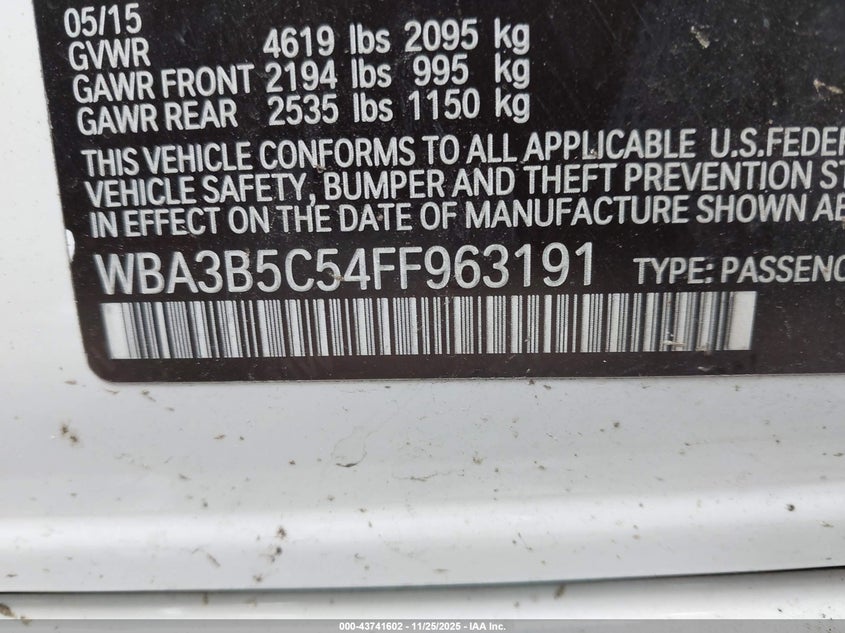 05/15
GVWR 4619 lbs 2095 kg
GAWR FRONT 2194 lbs 995 kg
GAWR REAR 2535 lbs 1150 kg
THIS VEHICLE CONFORMS TO ALL APPLICABLE U.S.FEDER
VEHICLE SAFETY, BUMPER AND THEFT PREVENTION ST
IN EFFECT ON THE DATE OF MANUFACTURE SHOWN AB
WBA3B5C54FF963191 TYPE: PASSENC
000-43741602 - 11/25/2025 - IAA Inc.